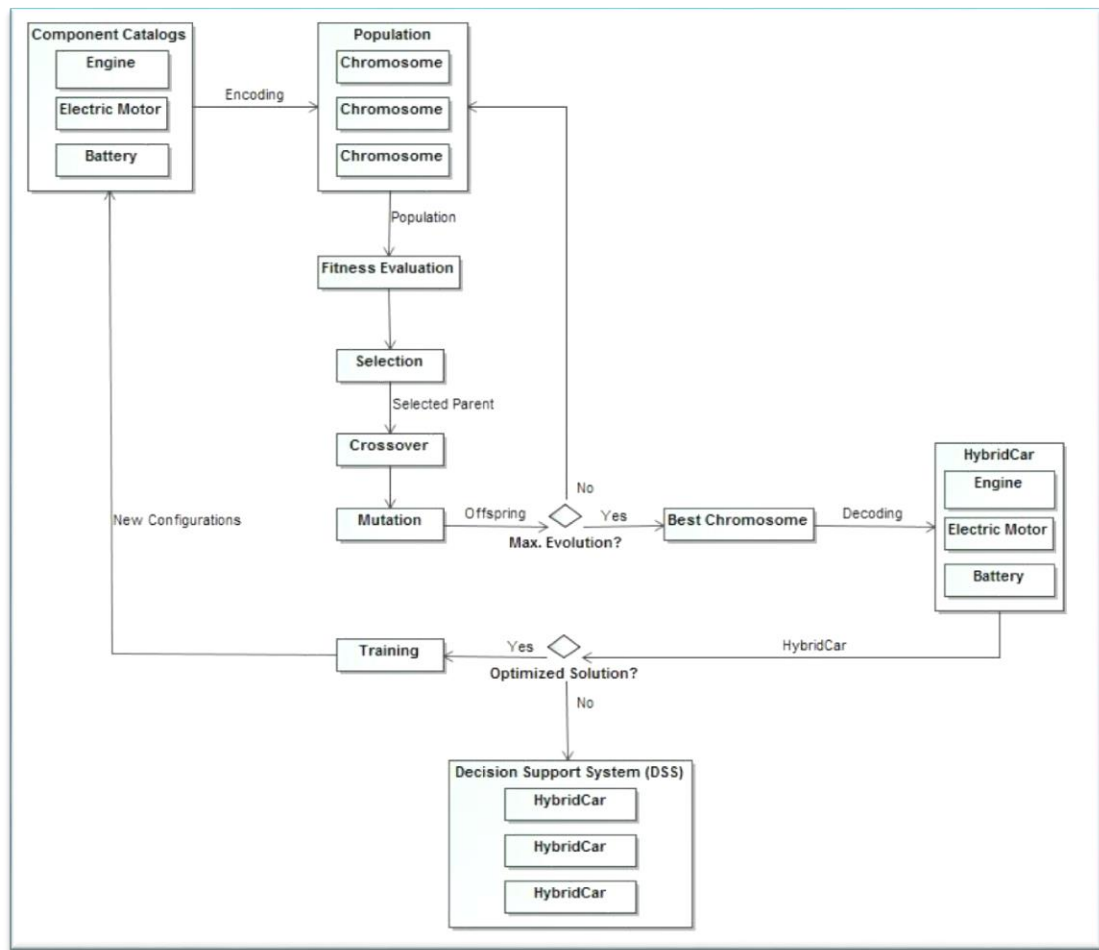 Component Catalogs
Engine
Electric Motor
Battery
Encoding
Population
Chromosome
Chromosome
Chromosome
Population
Fitness Evaluation
Selection
Selected Parent
Crossover
Mutation
Offspring
No
Yes
Max. Evolution?
Best Chromosome
Decoding
HybridCar
Engine
Electric Motor
Battery
HybridCar
Yes
Optimized Solution?
No
Training
New Configurations
Decision Support System (DSS)
HybridCar
HybridCar
HybridCar